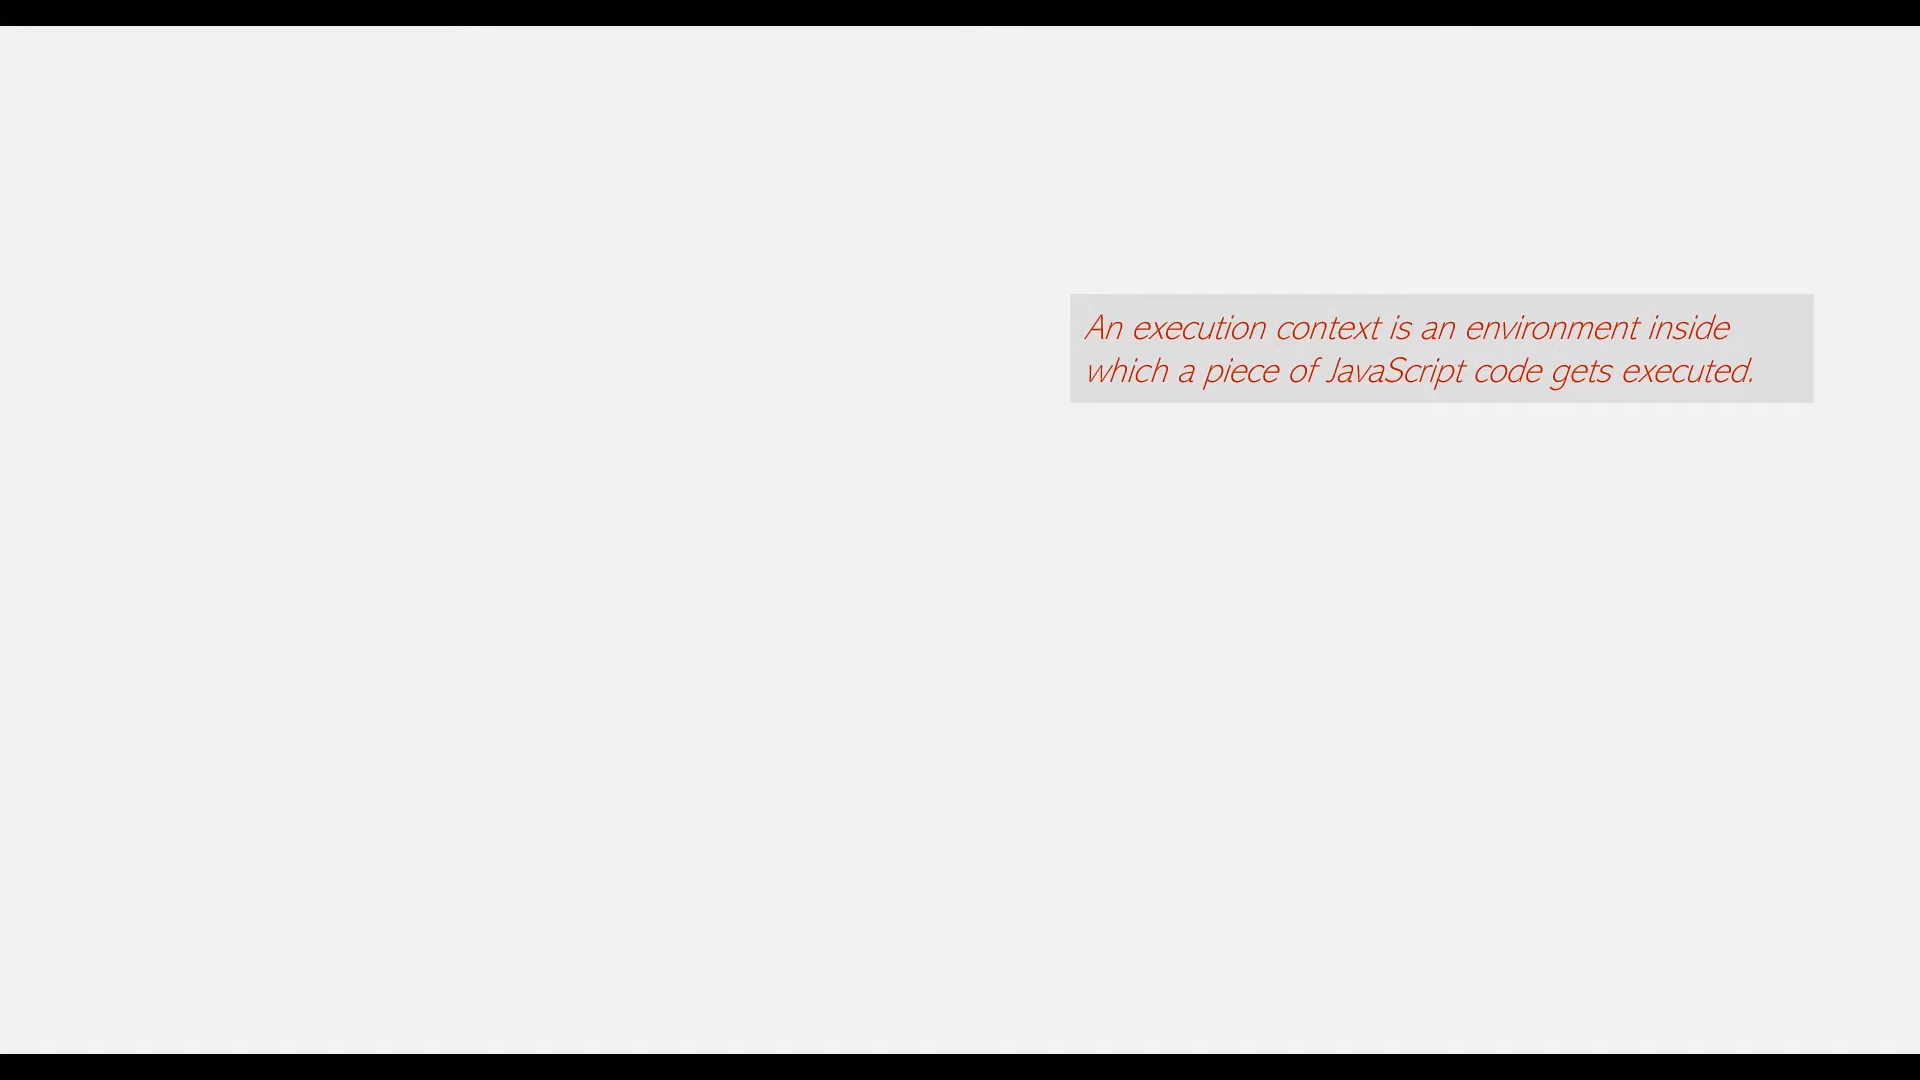 An execution context is an environment inside
which a piece of JavaScript code gets executed.